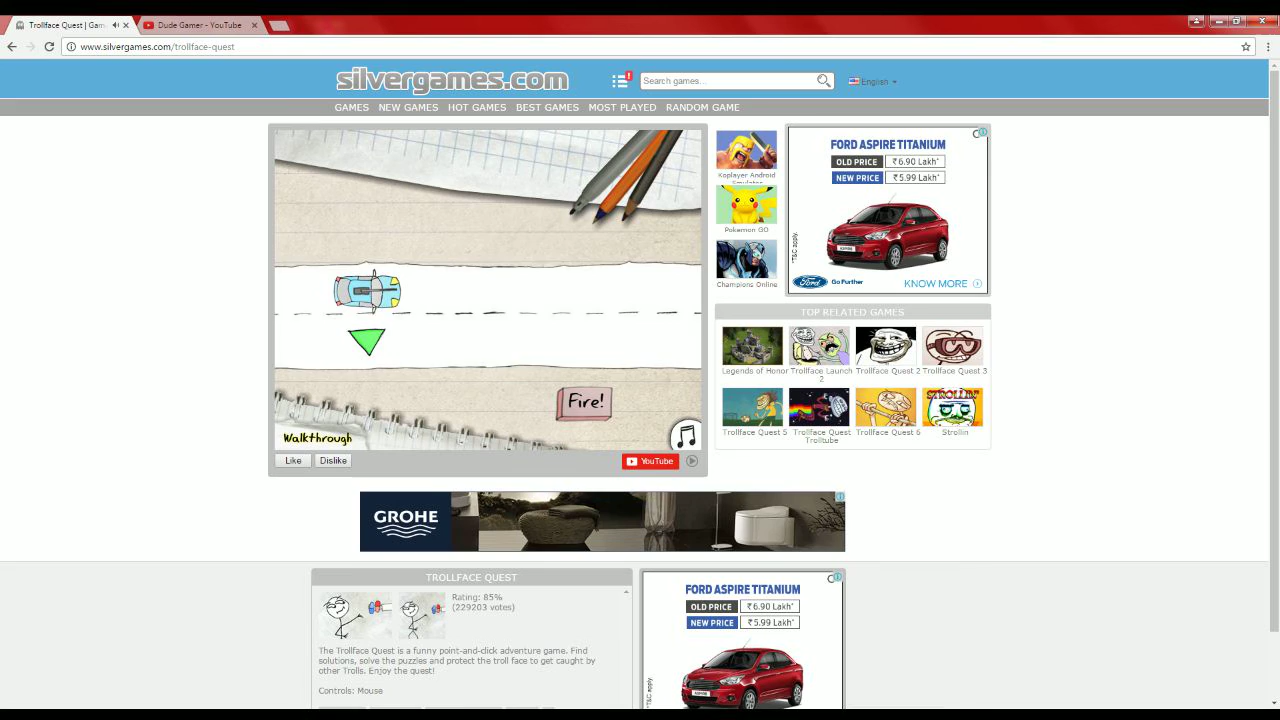 Trollface Quest | Gam
Dude Gamer - YouTube
www.silvergames.com/trollface-quest
silvergames.com
!
Search games...
English
GAMES NEW GAMES HOT GAMES BEST GAMES MOST PLAYED RANDOM GAME
Fire!
Walkthrough
Like Dislike
YouTube
Koplayer Android
Emulator
Pokemon GO
Champions Online
FORD ASPIRE TITANIUM
OLD PRICE ₹ 6.90 Lakh*
NEW PRICE ₹ 5.99 Lakh*
*T&C apply.
Ford Go Further KNOW MORE
TOP RELATED GAMES
Legends of Honor
Trollface Launch
2
Trollface Quest 2
Trollface Quest 3
Trollface Quest 5
Trollface Quest
Trolltube
Trollface Quest 6
STROLLIN'
Strollin
GROHE
TROLLFACE QUEST
Rating: 85%
(229203 votes)
The Trollface Quest is a funny point-and-click adventure game. Find
solutions, solve the puzzles and protect the troll face to get caught by
other Trolls. Enjoy the quest!
Controls: Mouse
FORD ASPIRE TITANIUM
OLD PRICE ₹ 6.90 Lakh*
NEW PRICE ₹ 5.99 Lakh*
*T&C apply.